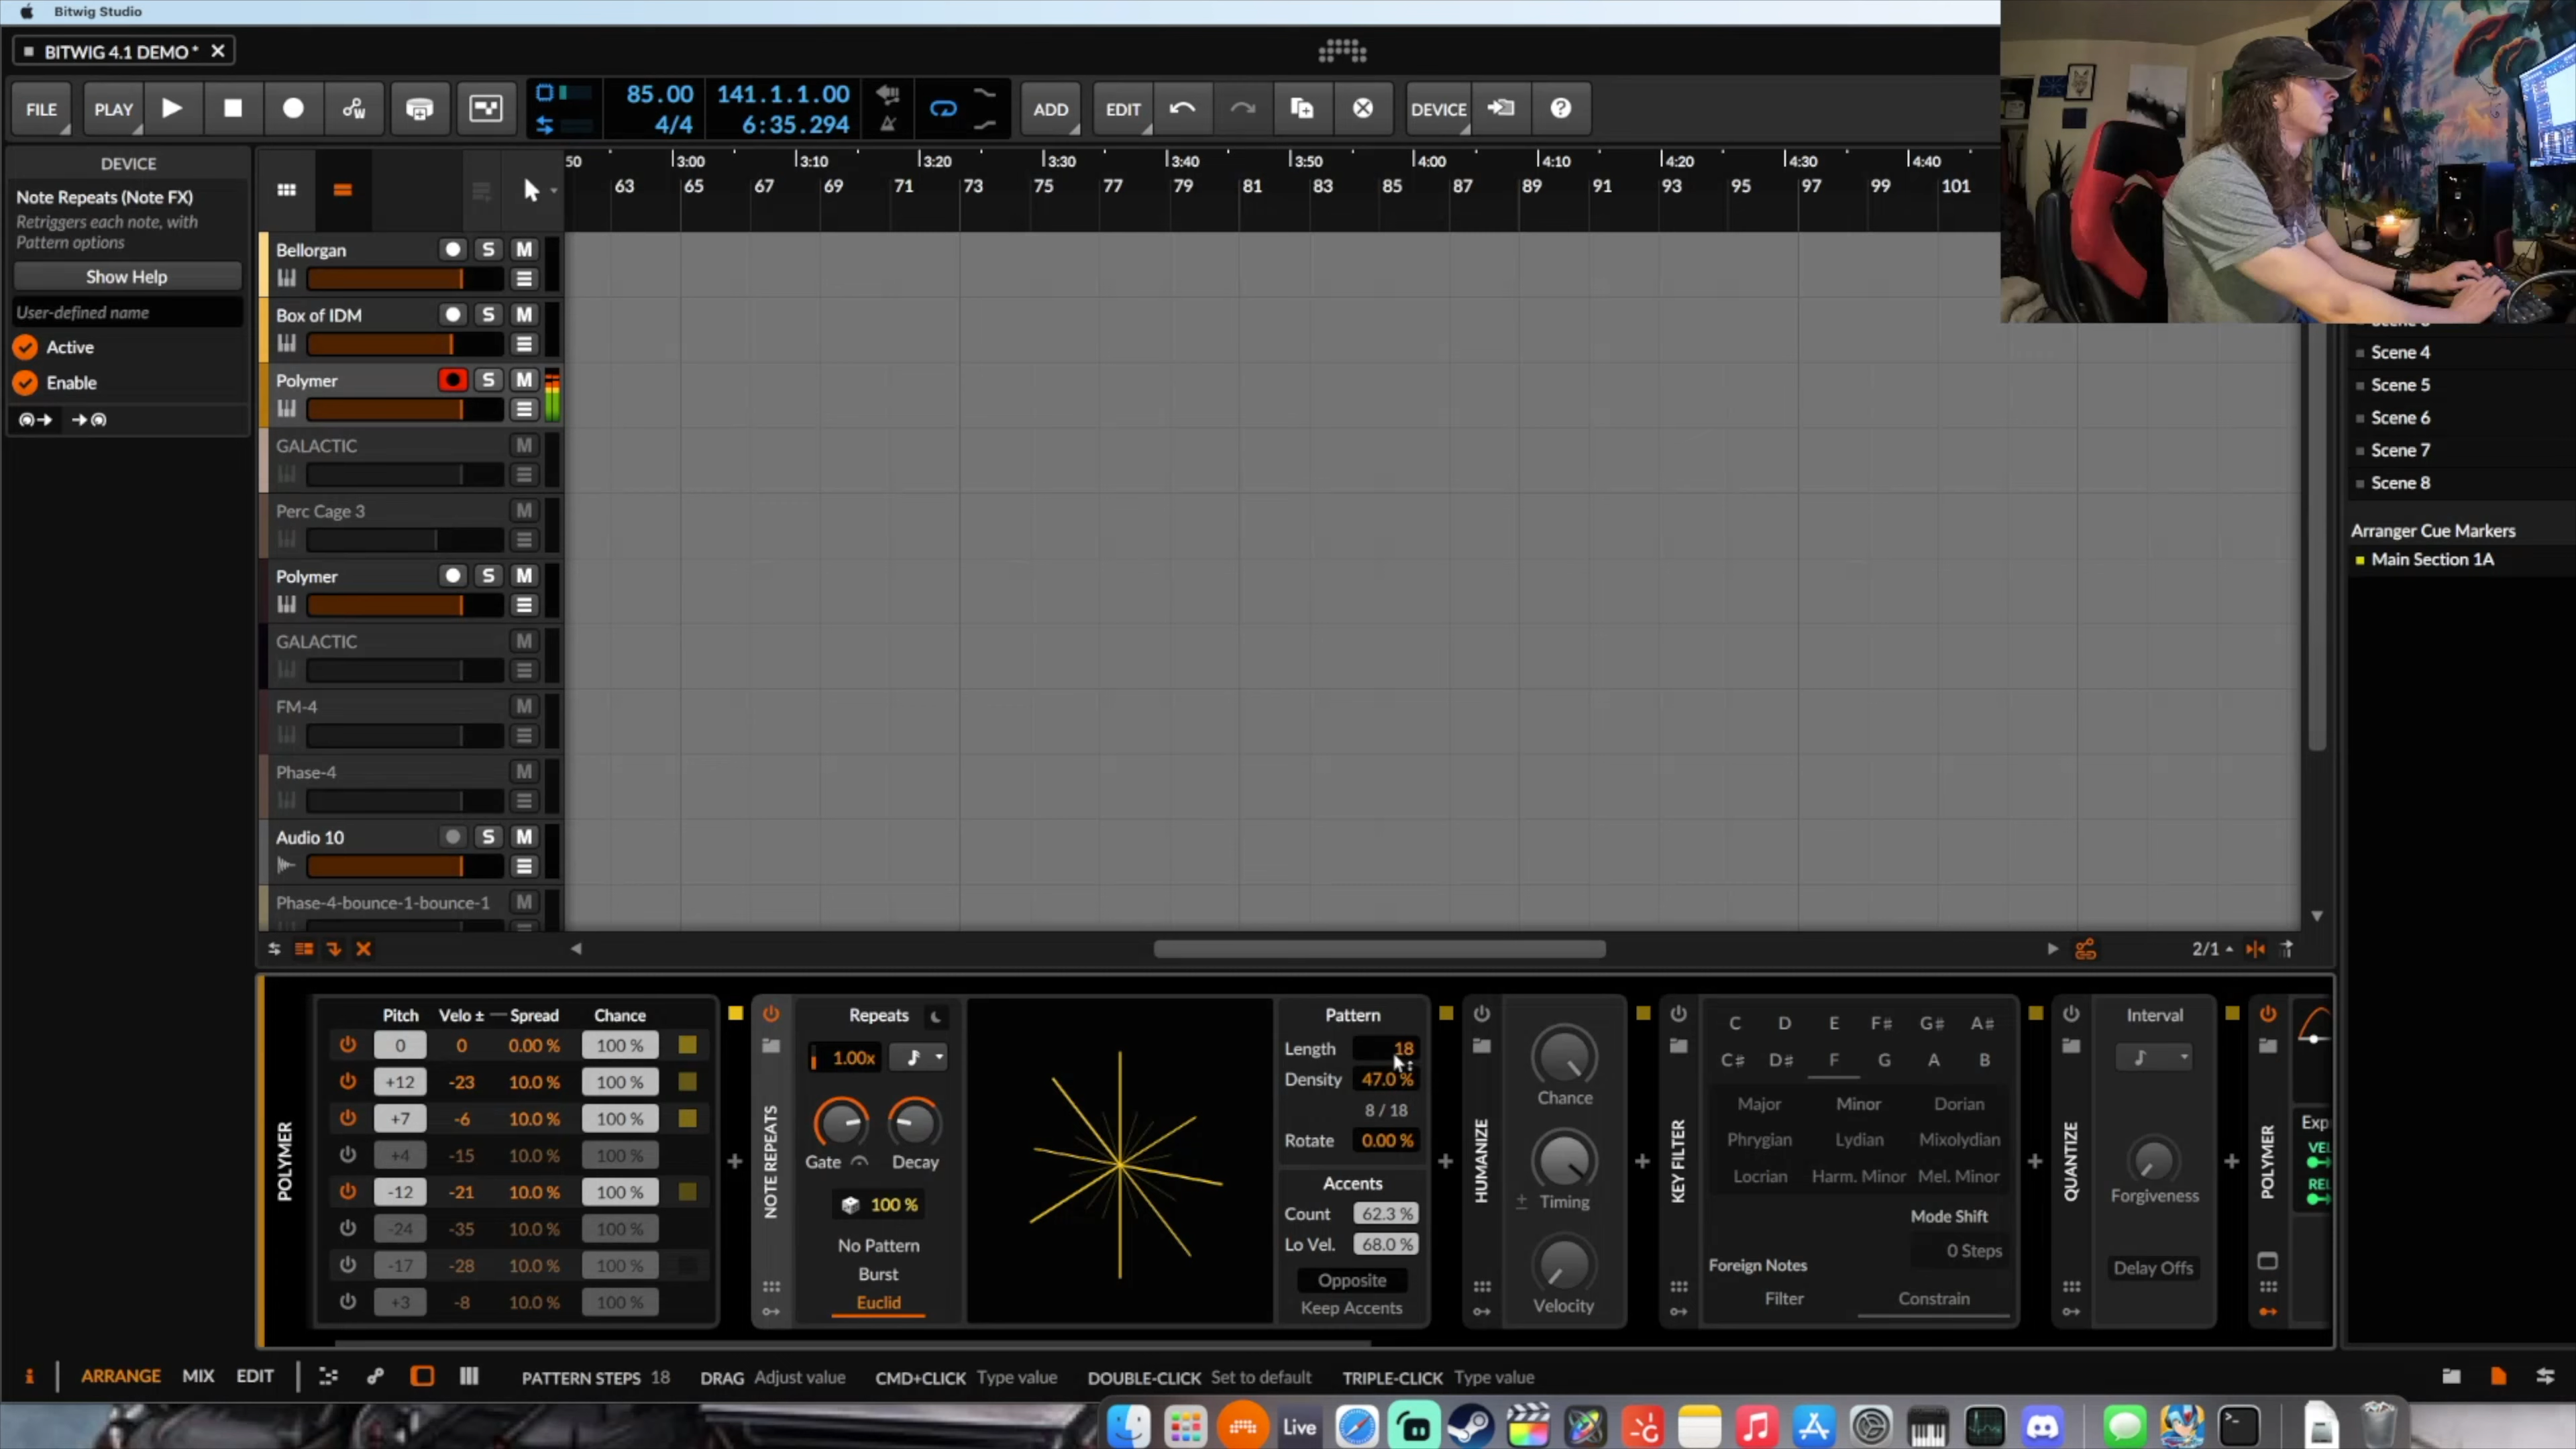 Bitwig Studio
BITWIG 4.1 DEMO*
FILE PLAY 85.00 4/4 141.1.1.00 6:35.294 ADD EDIT DEVICE
DEVICE
Note Repeats (Note FX)
Retriggers each note, with
Pattern options
Show Help
User-defined name
Active
Enable
50 3:00 3:10 3:20 3:30 3:40 3:50 4:00 4:10 4:20 4:30 4:40
63 65 67 69 71 73 75 77 79 81 83 85 87 89 91 93 95 97 99 101
Bellorgan S M
Box of IDM S M
Polymer S M
GALACTIC M
Perc Cage 3 M
Polymer S M
GALACTIC M
FM-4 M
Phase-4 M
Audio 10 S M
Phase-4-bounce-1-bounce-1 M
Scene 4
Scene 5
Scene 6
Scene 7
Scene 8
Arranger Cue Markers
Main Section 1A
2/1
POLYMER
Pitch Velo ± Spread Chance
0 0 0.00 % 100 %
+12 -23 10.0 % 100 %
+7 -6 10.0 % 100 %
+4 -15 10.0 % 100 %
-12 -21 10.0 % 100 %
-24 -35 10.0 % 100 %
-17 -28 10.0 % 100 %
+3 -8 10.0 % 100 %
NOTE REPEATS
Repeats
1.00x
Gate Decay
100 %
No Pattern
Burst
Euclid
Pattern
Length 18
Density 47.0 %
8 / 18
Rotate 0.00 %
Accents
Count 62.3 %
Lo Vel. 68.0 %
Opposite
Keep Accents
HUMANIZE
Chance
± Timing
Velocity
KEY FILTER
C D E F# G# A#
C# D# F G A B
Major Minor Dorian
Phrygian Lydian Mixolydian
Locrian Harm. Minor Mel. Minor
Mode Shift
0 Steps
Foreign Notes
Filter Constrain
QUANTIZE
Interval
Forgiveness
Delay Offs
POLYMER
Exp
VEL
REL
i ARRANGE MIX EDIT PATTERN STEPS 18 DRAG Adjust value CMD+CLICK Type value DOUBLE-CLICK Set to default TRIPLE-CLICK Type value
Live